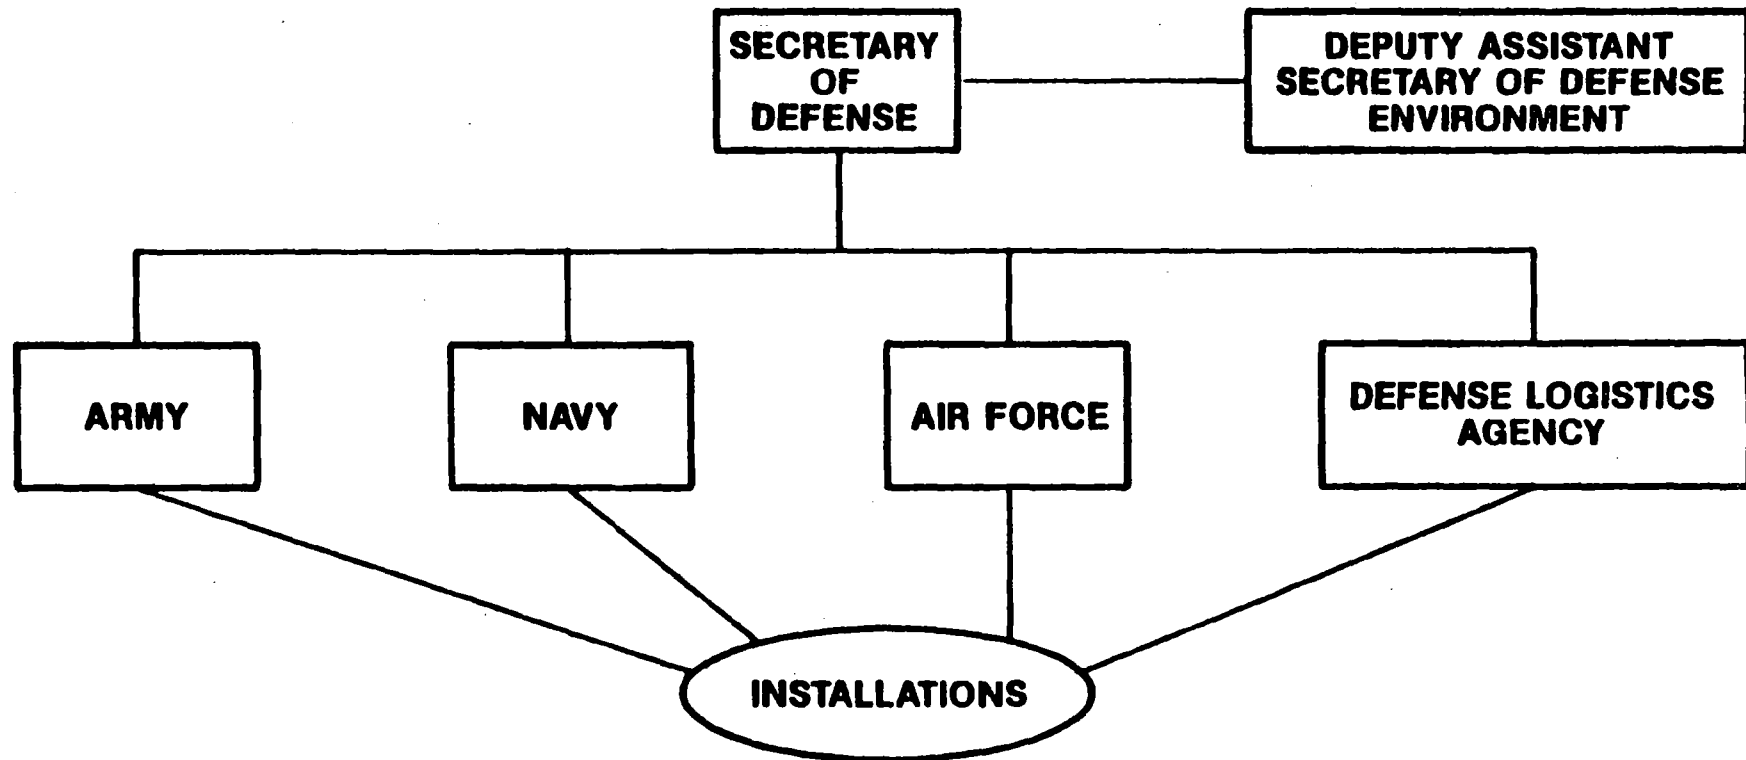 SECRETARY
OF
DEFENSE
DEPUTY ASSISTANT
SECRETARY OF DEFENSE
ENVIRONMENT
ARMY
NAVY
AIR FORCE
DEFENSE LOGISTICS
AGENCY
INSTALLATIONS